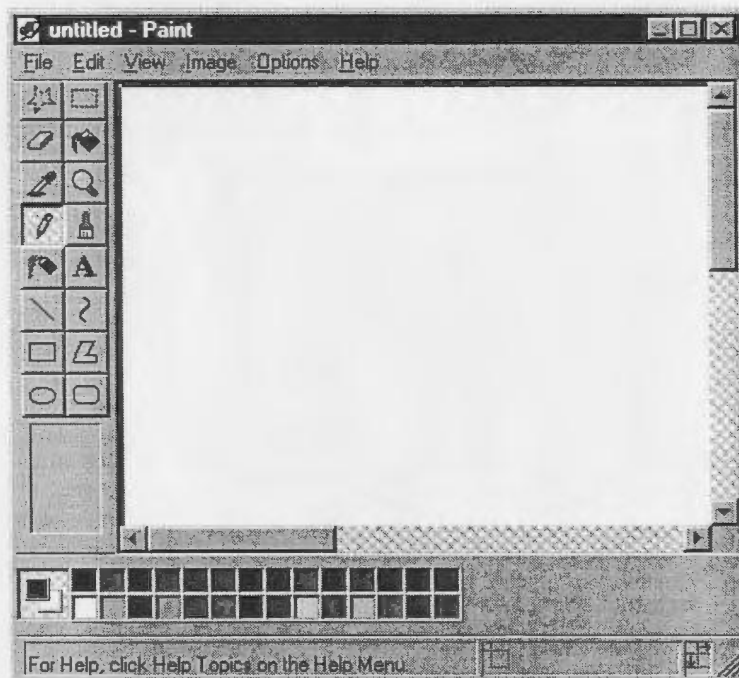 untitled - Paint
File Edit View Image Options Help
A
For Help, click Help Topics on the Help Menu.